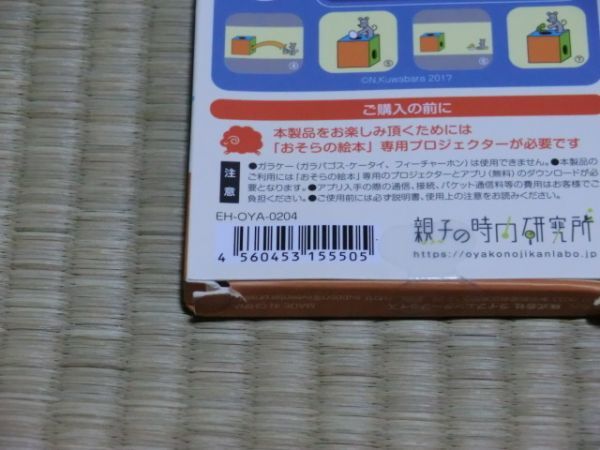 ④
⑤
⑥
⑦
©N.Kuwabara 2017
ご購入の前に
本製品をお楽しみ頂くためには
「おそらの絵本」専用プロジェクターが必要です
注意
●ガラケー(ガラパゴス・ケータイ、フィーチャーホン)は使用できません。●本製品の
ご利用には「おそらの絵本」専用のプロジェクターとアプリ(無料)のダウンロードが必
要となります。●アプリ入手の際の通信、接続、パケット通信料等の費用はお客様でご
負担ください。●ご使用前には必ず説明書、使用上の注意をお読みください。
EH-OYA-0204
4 560453 155505
親子の時間研究所
https://oyakonojikanlabo.jp
MADE IN CHINA